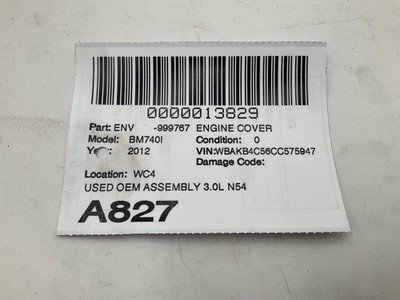 0000013829
Part: ENV -999767 ENGINE COVER
Model: BM740I Condition: 0
Year: 2012 VIN:WBAKB4C56CC575947
Damage Code:
Location: WC4
USED OEM ASSEMBLY 3.0L N54
A827